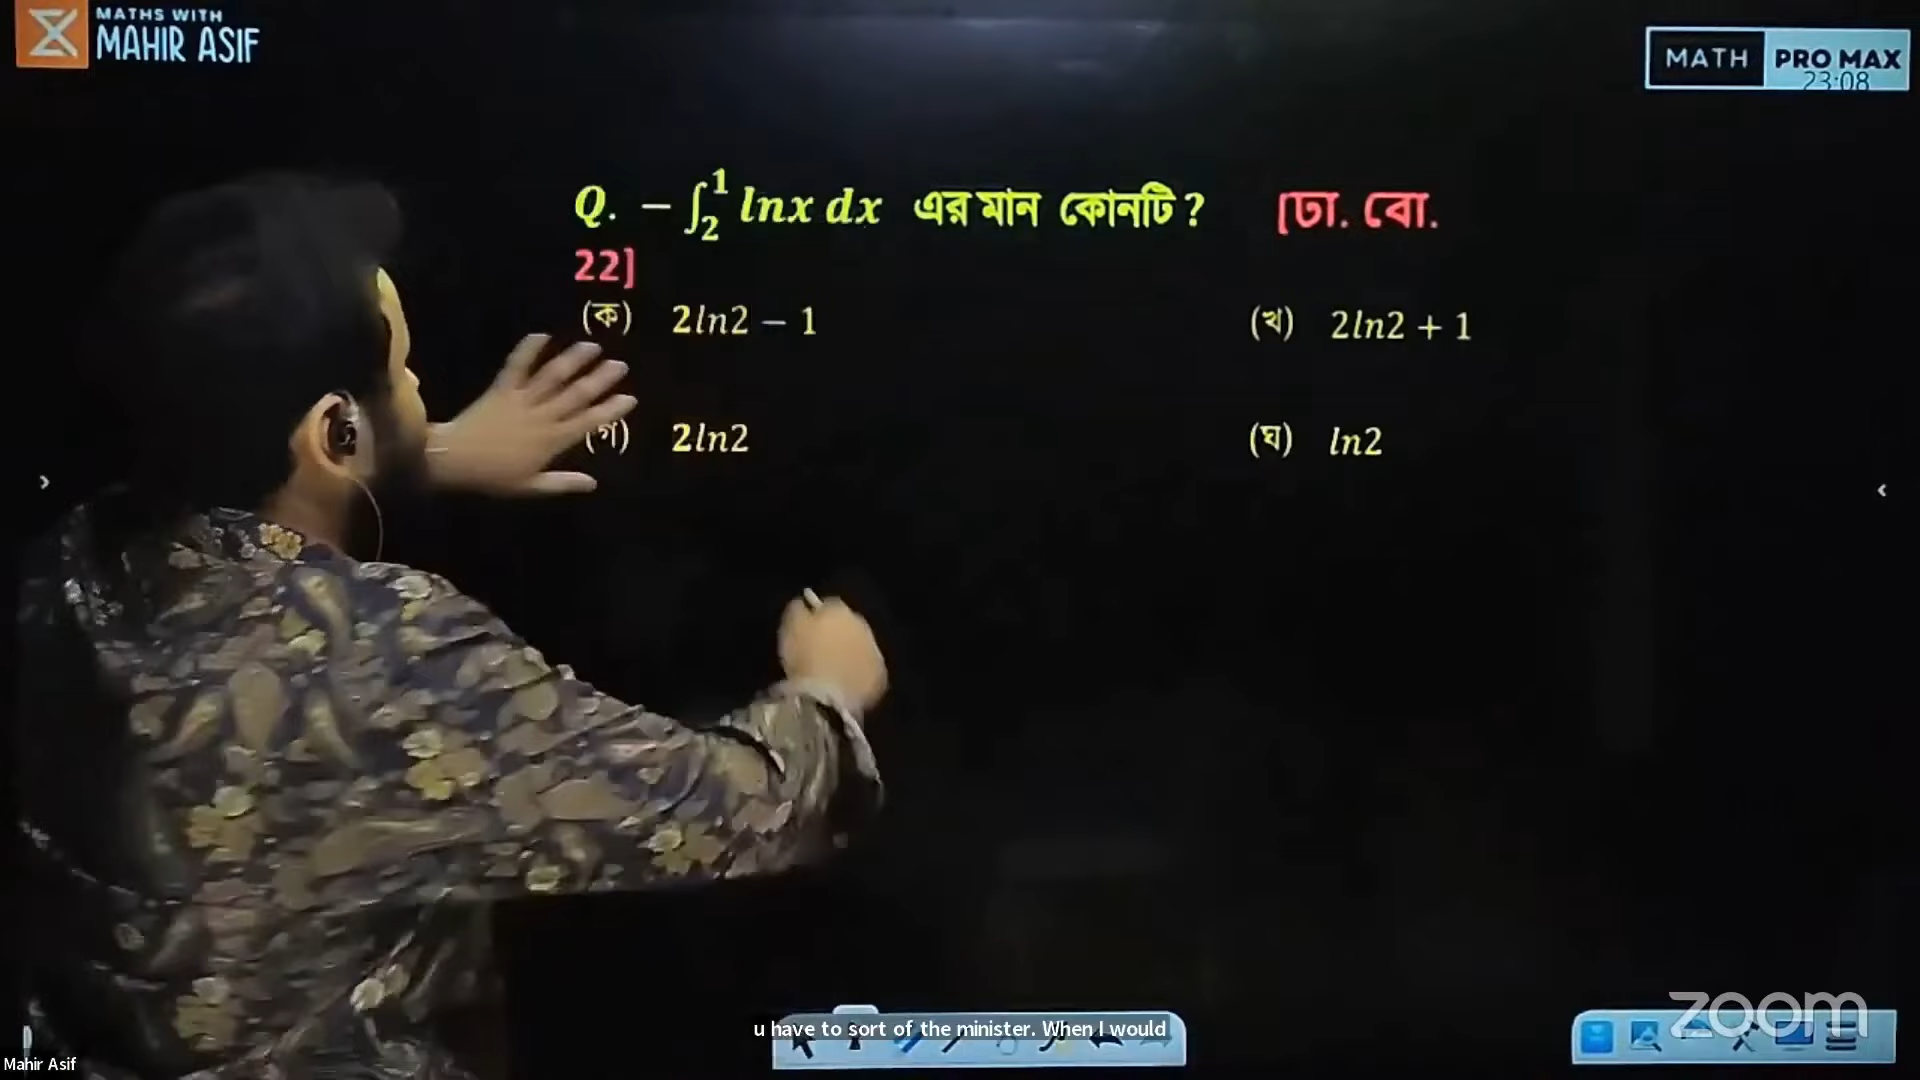 MATHS WITH
MAHIR ASIF
MATH PRO MAX
23:08
Q. − ∫₂¹ lnx dx এর মান কোনটি ? [ঢা. বো.
22]
(ক) 2ln2 − 1
(খ) 2ln2 + 1
(গ) 2ln2
(ঘ) ln2
u have to sort of the minister. When I would
zoom
Mahir Asif